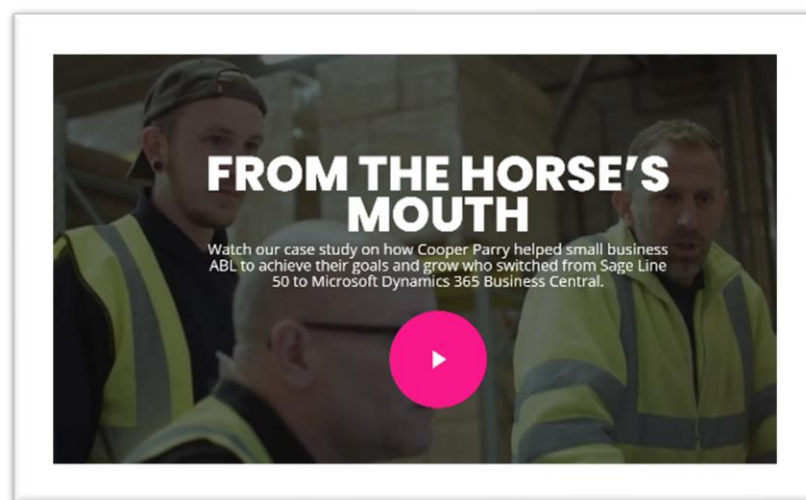 FROM THE HORSE'S
MOUTH
Watch our case study on how Cooper Parry helped small business
ABL to achieve their goals and grow who switched from Sage Line
50 to Microsoft Dynamics 365 Business Central.